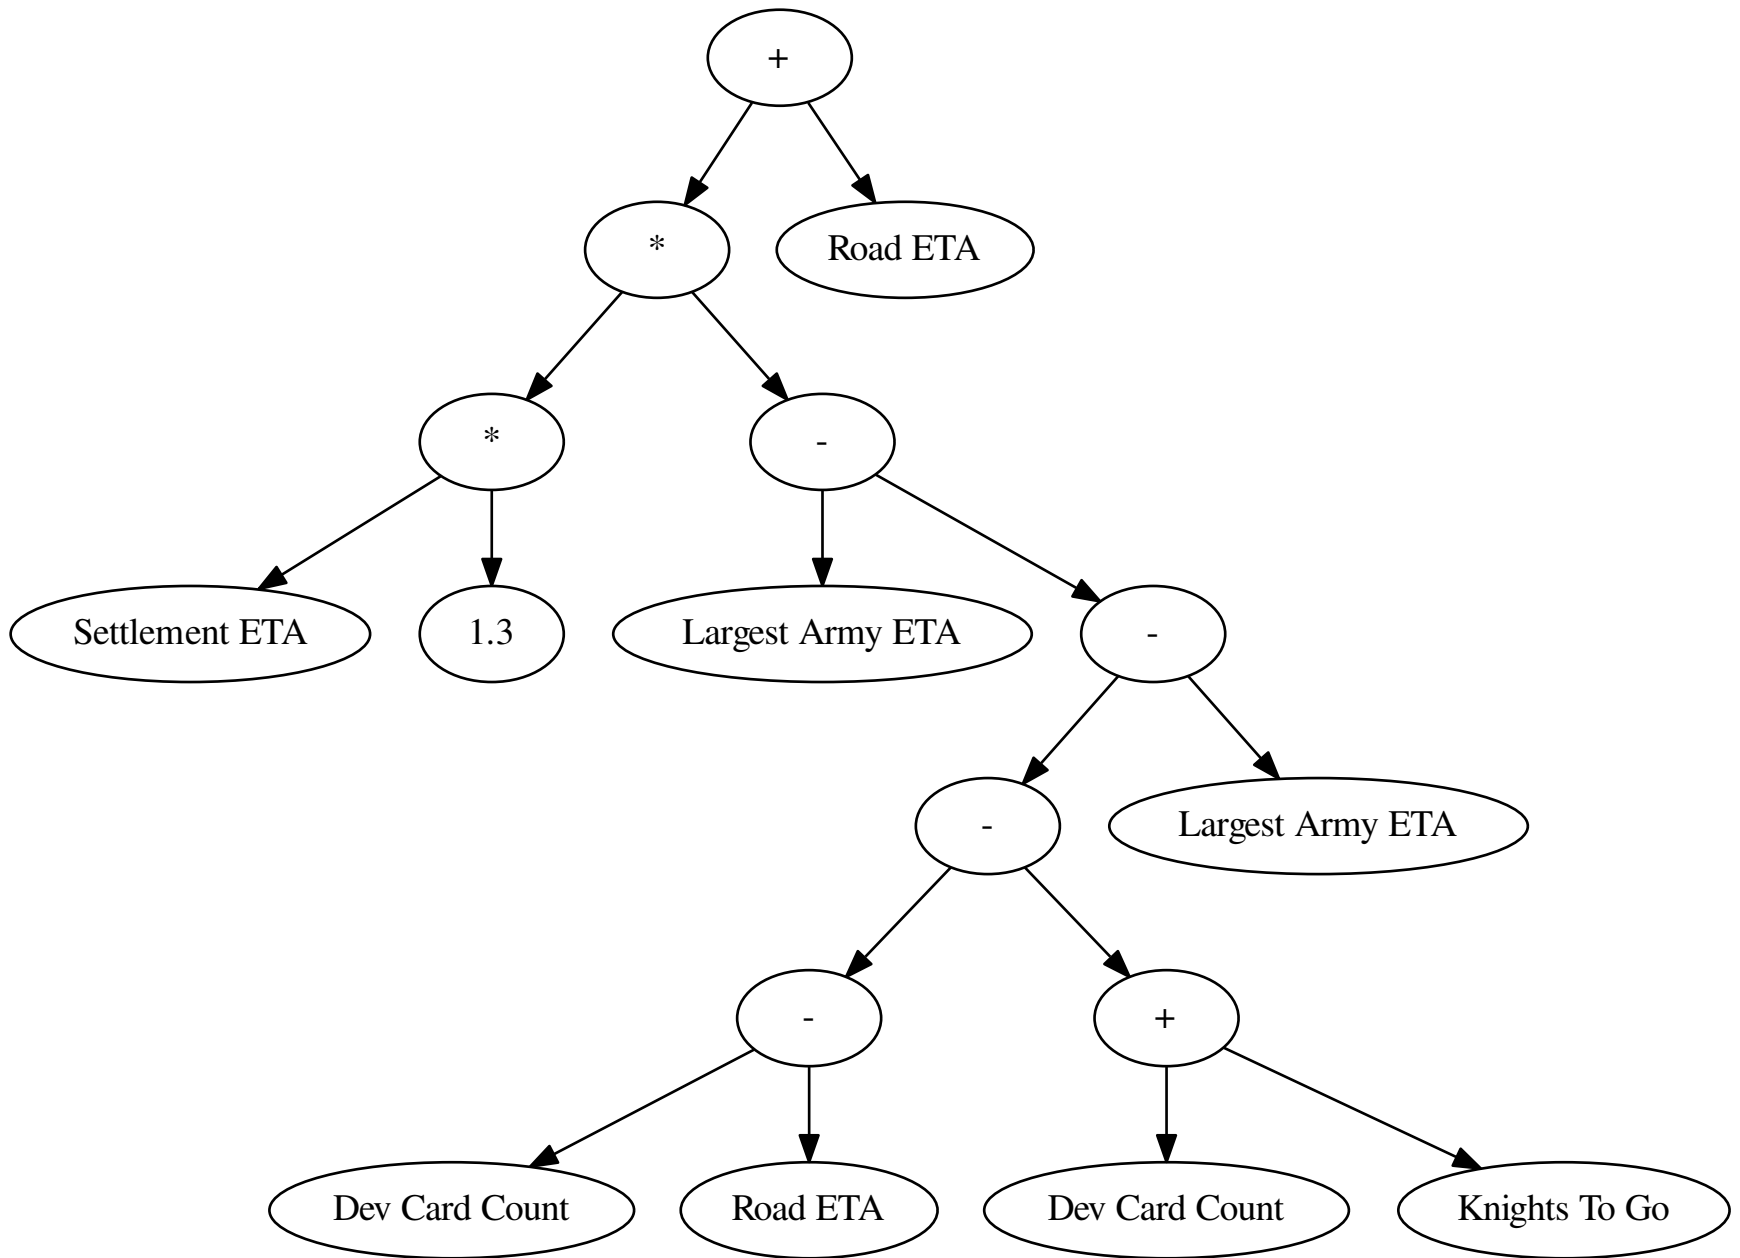 +
*
Road ETA
*
-
Settlement ETA
1.3
Largest Army ETA
-
-
Largest Army ETA
-
+
Dev Card Count
Road ETA
Dev Card Count
Knights To Go